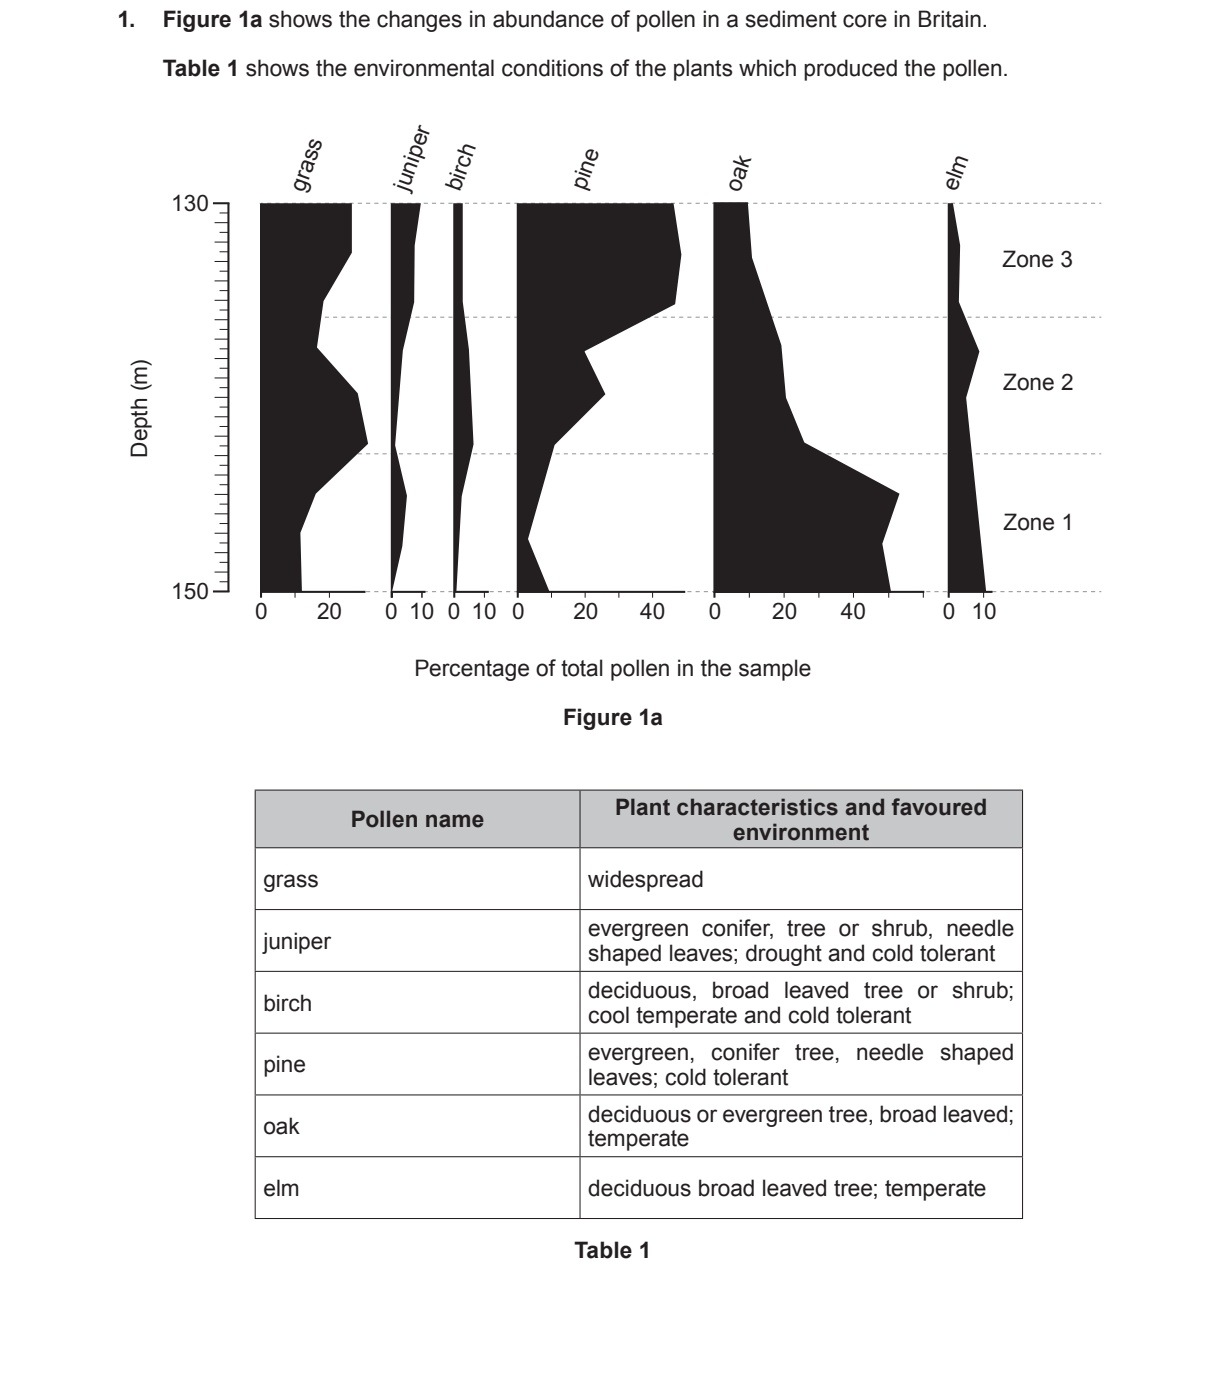 1. Figure 1a shows the changes in abundance of pollen in a sediment core in Britain.
Table 1 shows the environmental conditions of the plants which produced the pollen.
grass juniper birch pine oak elm
130
Zone 3
Depth (m)
Zone 2
Zone 1
150
0 20 0 10 0 10 0 20 40 0 20 40 0 10
Percentage of total pollen in the sample
Figure 1a
Pollen name
Plant characteristics and favoured
environment
grass
widespread
juniper
evergreen conifer, tree or shrub, needle
shaped leaves; drought and cold tolerant
birch
deciduous, broad leaved tree or shrub;
cool temperate and cold tolerant
pine
evergreen, conifer tree, needle shaped
leaves; cold tolerant
oak
deciduous or evergreen tree, broad leaved;
temperate
elm
deciduous broad leaved tree; temperate
Table 1